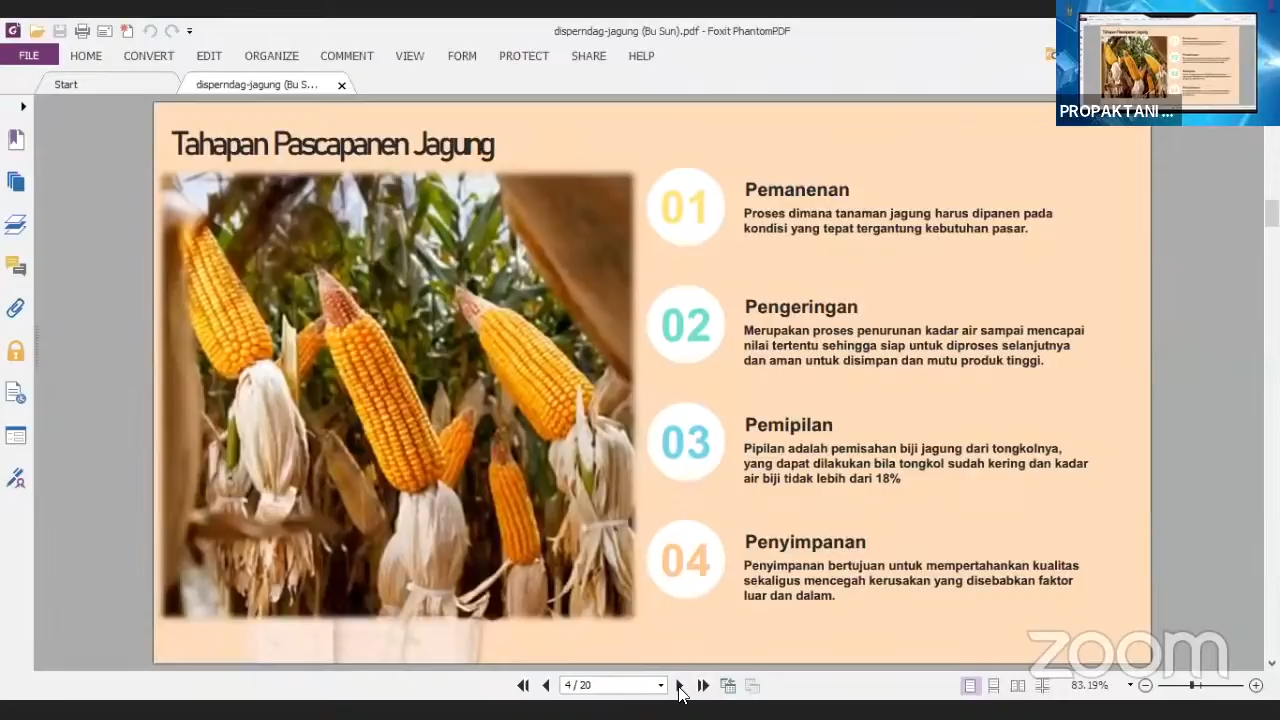 disperndag-jagung (Bu Sun).pdf - Foxit PhantomPDF
FILE HOME CONVERT EDIT ORGANIZE COMMENT VIEW FORM PROTECT SHARE HELP
Start disperndag-jagung (Bu S...
PROPAKTANI ...
Tahapan Pascapanen Jagung
01
Pemanenan
Proses dimana tanaman jagung harus dipanen pada
kondisi yang tepat tergantung kebutuhan pasar.
02
Pengeringan
Merupakan proses penurunan kadar air sampai mencapai
nilai tertentu sehingga siap untuk diproses selanjutnya
dan aman untuk disimpan dan mutu produk tinggi.
03
Pemipilan
Pipilan adalah pemisahan biji jagung dari tongkolnya,
yang dapat dilakukan bila tongkol sudah kering dan kadar
air biji tidak lebih dari 18%
04
Penyimpanan
Penyimpanan bertujuan untuk mempertahankan kualitas
sekaligus mencegah kerusakan yang disebabkan faktor
luar dan dalam.
zoom
4 / 20
83.19%